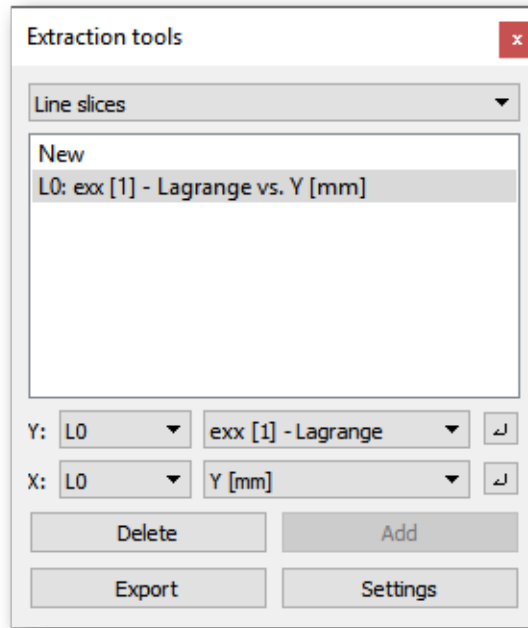 Extraction tools
x
Line slices
New
L0: exx [1] - Lagrange vs. Y [mm]
Y: L0 exx [1] - Lagrange
X: L0 Y [mm]
Delete Add
Export Settings